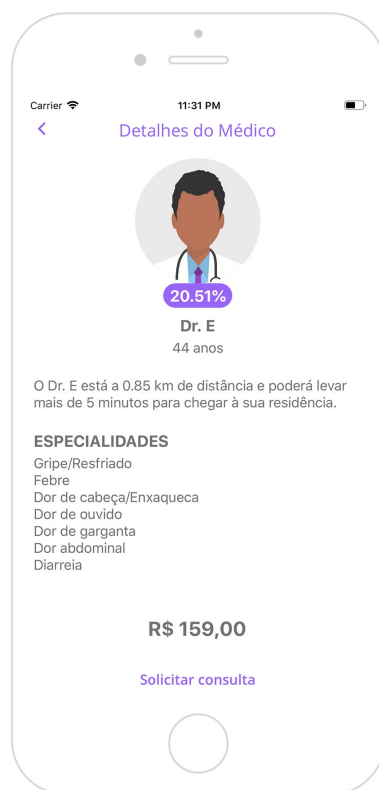 Carrier
11:31 PM
Detalhes do Médico
20.51%
Dr. E
44 anos
O Dr. E está a 0.85 km de distância e poderá levar
mais de 5 minutos para chegar à sua residência.
ESPECIALIDADES
Gripe/Resfriado
Febre
Dor de cabeça/Enxaqueca
Dor de ouvido
Dor de garganta
Dor abdominal
Diarreia
R$ 159,00
Solicitar consulta